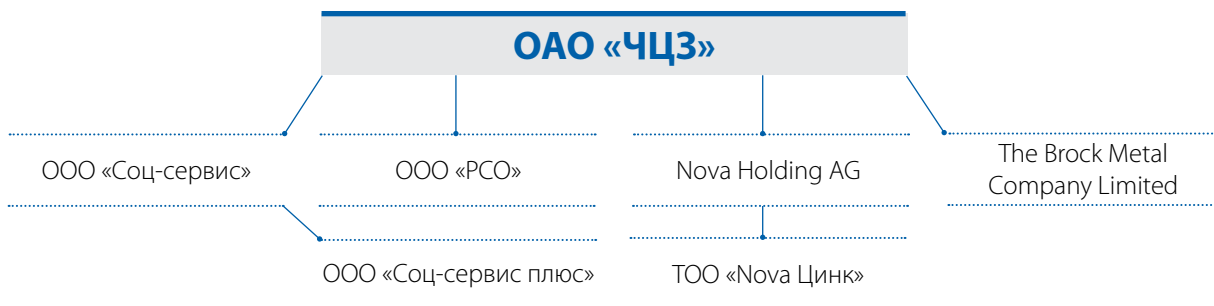 ОАО «ЧЦЗ»
ООО «Соц-сервис»
ООО «РСО»
Nova Holding AG
The Brock Metal
Company Limited
ООО «Соц-сервис плюс»
ТОО «Nova Цинк»